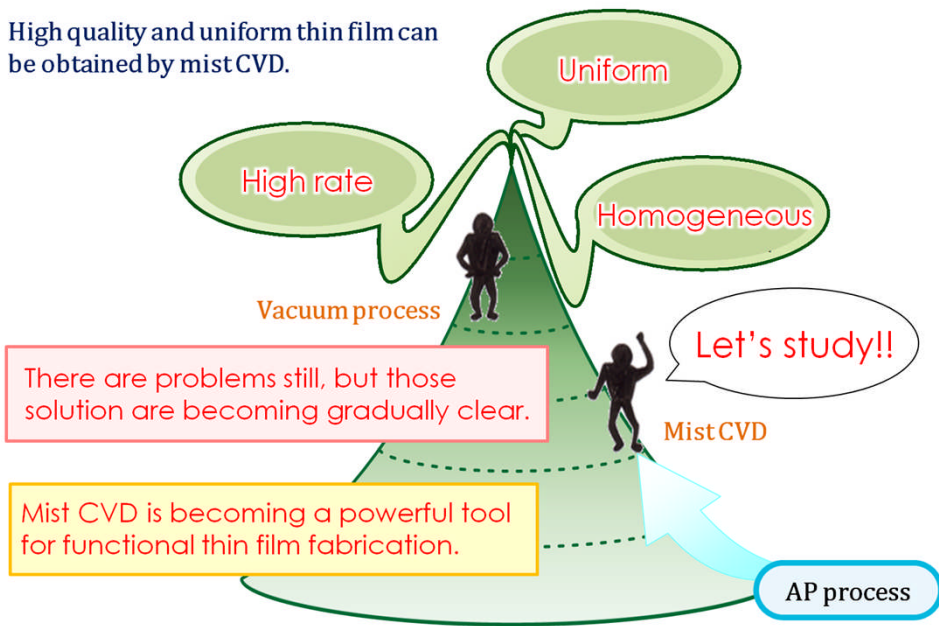 High quality and uniform thin film can
be obtained by mist CVD.
Uniform
High rate
Homogeneous
Vacuum process
Let's study!!
There are problems still, but those
solution are becoming gradually clear.
Mist CVD
Mist CVD is becoming a powerful tool
for functional thin film fabrication.
AP process